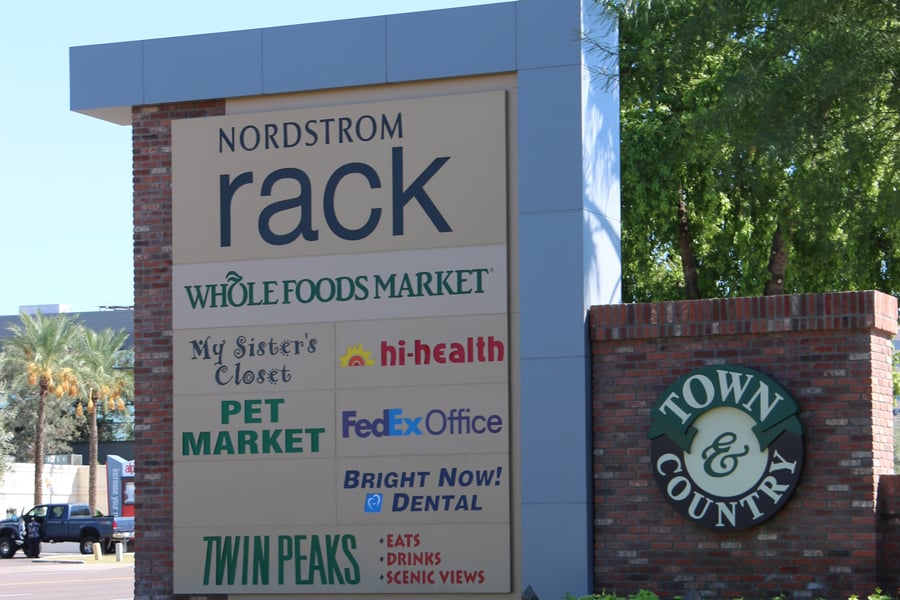 NORDSTROM
rack
WHOLE FOODS MARKET
My Sister's
Closet
hi-health
PET
MARKET
FedEx Office
BRIGHT NOW!
DENTAL
TWIN PEAKS
• EATS
• DRINKS
• SCENIC VIEWS
TOWN
&
COUNTRY